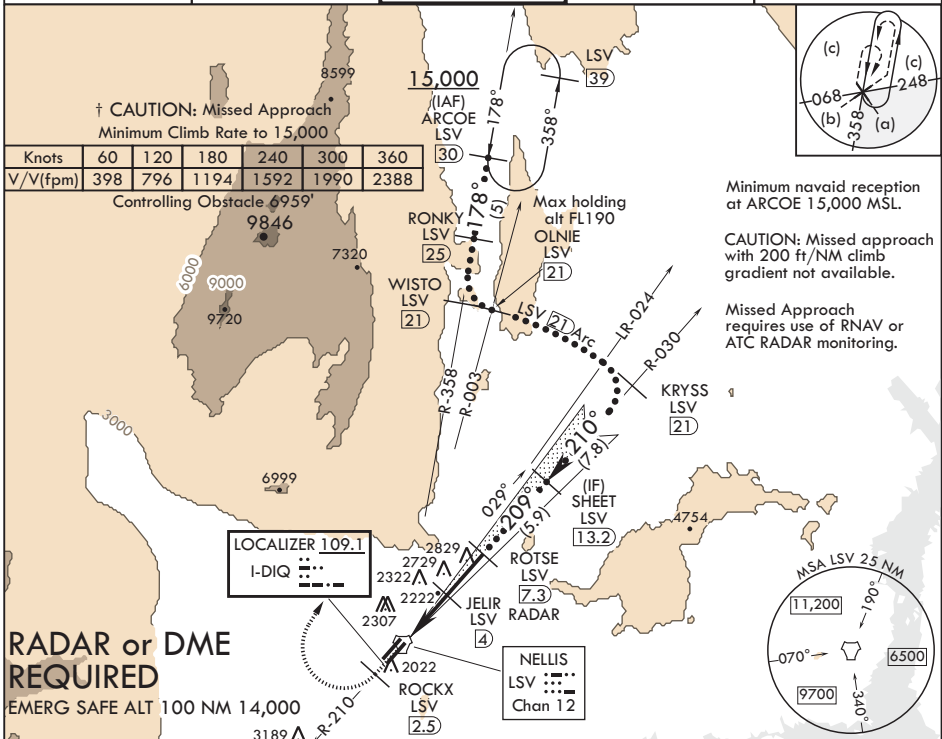 8599
† CAUTION: Missed Approach
Minimum Climb Rate to 15,000
Knots 60 120 180 240 300 360
V/V(fpm) 398 796 1194 1592 1990 2388
Controlling Obstacle 6959'
9846
6000
9000
9720
7320
3000
6999
15,000
(IAF)
ARCOE
LSV
30
178°
358°
LSV
39
178°
(5)
RONKY
LSV
25
Max holding
alt FL190
OLNIE
LSV
21
WISTO
LSV
21
LSV 21 Arc
LR-024
R-030
R-358
R-003
KRYSS
LSV
21
210°
(7.8)
(IF)
SHEET
LSV
13.2
029°
209°
(5.9)
ROTSE
LSV
7.3
RADAR
JELIR
LSV
4
4754
2829
2729
2322
2222
2307
2022
LOCALIZER 109.1
I-DIQ
NELLIS
LSV
Chan 12
ROCKX
LSV
2.5
R-210
3189
RADAR or DME
REQUIRED
EMERG SAFE ALT 100 NM 14,000
(c)
(c)
068
248
(b)
358
(a)
Minimum navaid reception
at ARCOE 15,000 MSL.
CAUTION: Missed approach
with 200 ft/NM climb
gradient not available.
Missed Approach
requires use of RNAV or
ATC RADAR monitoring.
MSA LSV 25 NM
11,200
190°
070°
6500
9700
340°